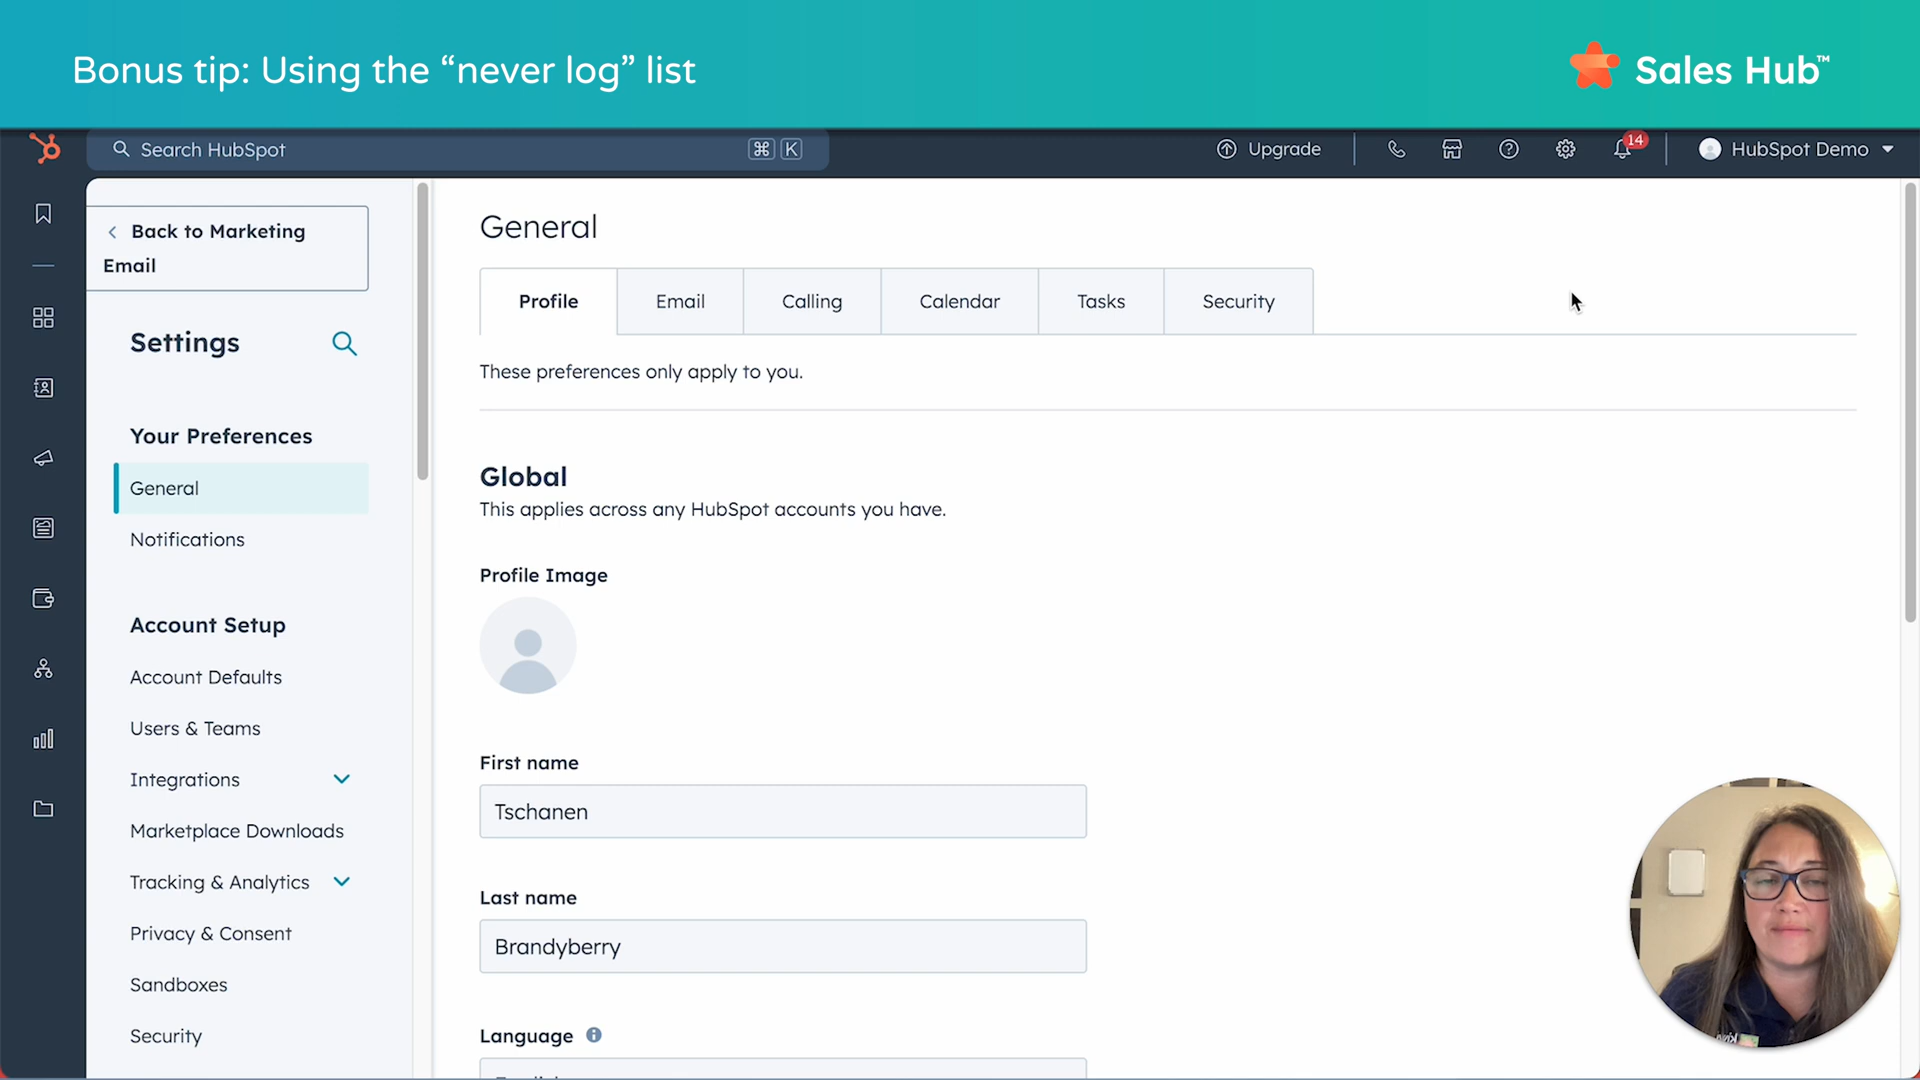 Bonus tip: Using the “never log” list
Sales Hub™
Search HubSpot
⌘ K
Upgrade
14
HubSpot Demo
Back to Marketing
Email
Settings
Your Preferences
General
Notifications
Account Setup
Account Defaults
Users & Teams
Integrations
Marketplace Downloads
Tracking & Analytics
Privacy & Consent
Sandboxes
Security
General
Profile
Email
Calling
Calendar
Tasks
Security
These preferences only apply to you.
Global
This applies across any HubSpot accounts you have.
Profile Image
First name
Tschanen
Last name
Brandyberry
Language